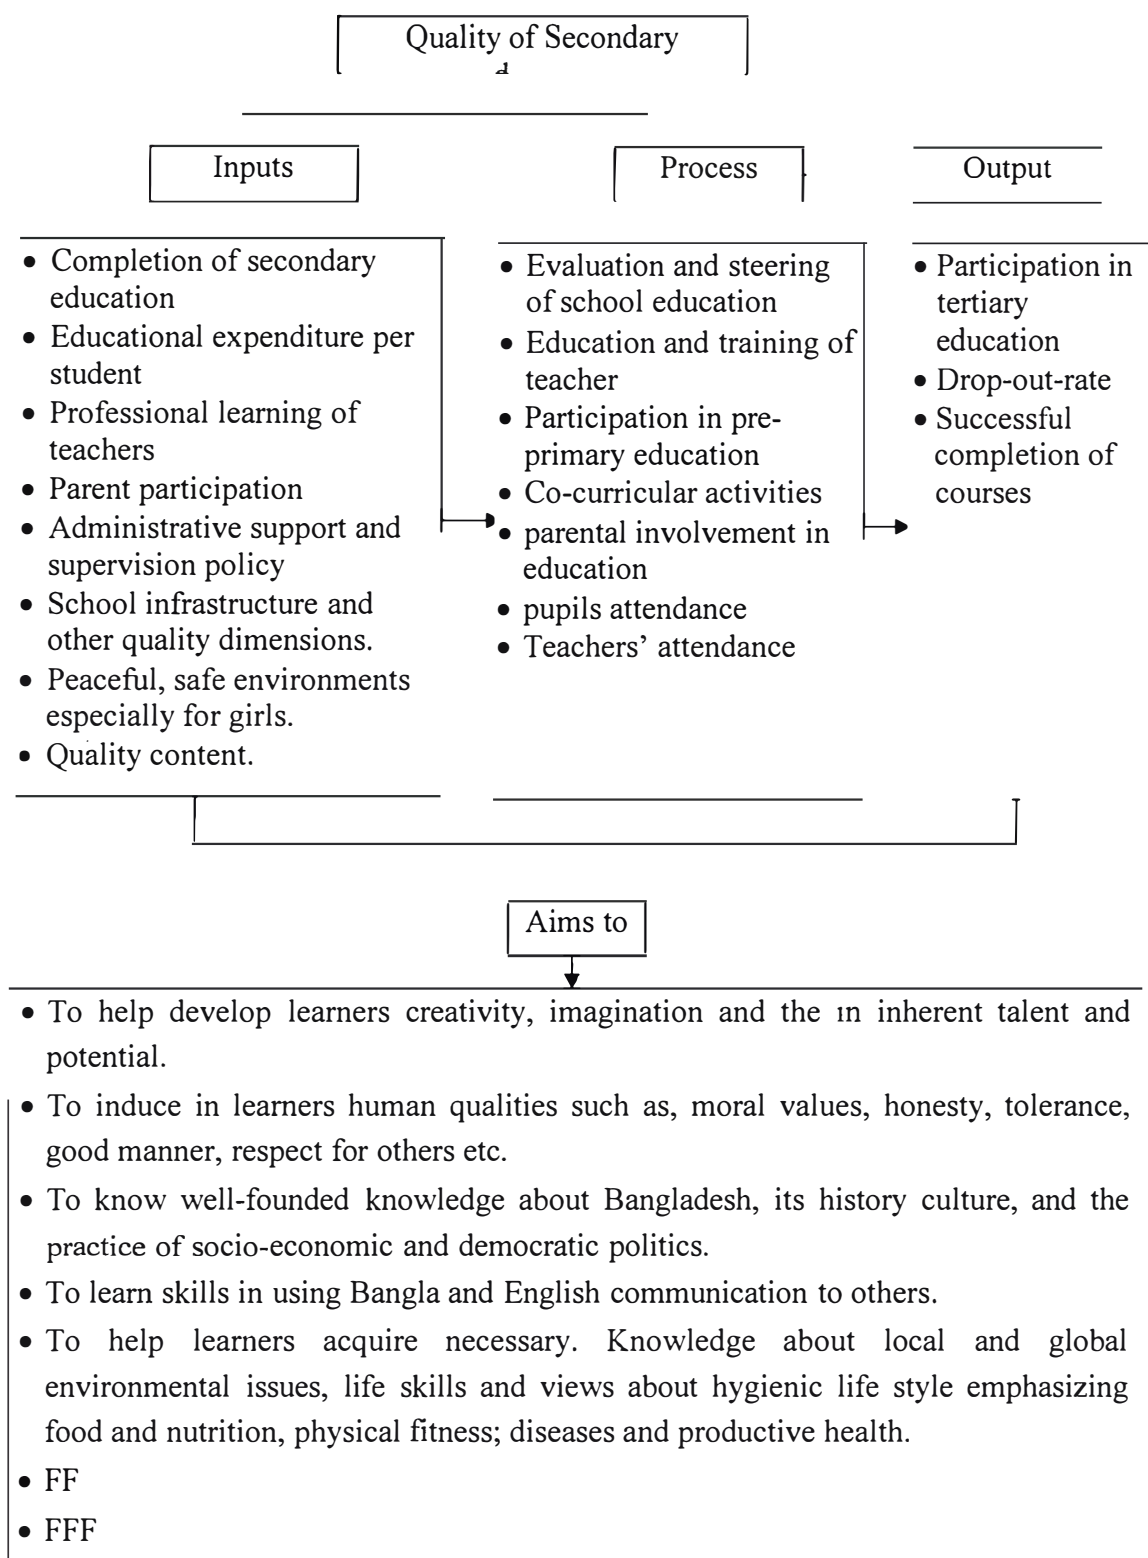 Quality of Secondary
Inputs
Process
Output
• Completion of secondary
education
• Educational expenditure per
student
• Professional learning of
teachers
• Parent participation
• Administrative support and
supervision policy
• School infrastructure and
other quality dimensions.
• Peaceful, safe environments
especially for girls.
• Quality content.
• Evaluation and steering
of school education
• Education and training of
teacher
• Participation in pre-
primary education
• Co-curricular activities
• parental involvement in
education
• pupils attendance
• Teachers’ attendance
• Participation in
tertiary
education
• Drop-out-rate
• Successful
completion of
courses
Aims to
• To help develop learners creativity, imagination and the in inherent talent and
potential.
• To induce in learners human qualities such as, moral values, honesty, tolerance,
good manner, respect for others etc.
• To know well-founded knowledge about Bangladesh, its history culture, and the
practice of socio-economic and democratic politics.
• To learn skills in using Bangla and English communication to others.
• To help learners acquire necessary. Knowledge about local and global
environmental issues, life skills and views about hygienic life style emphasizing
food and nutrition, physical fitness; diseases and productive health.
• FF
• FFF